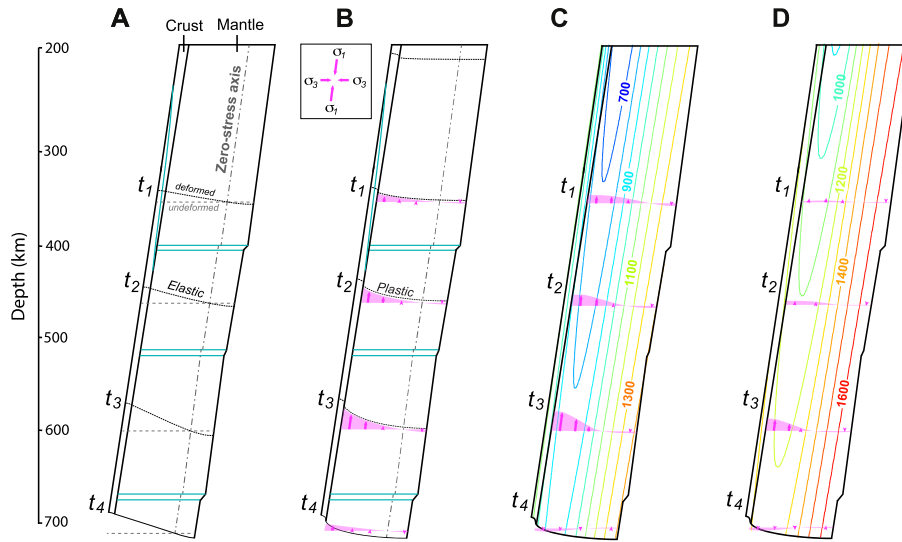 A
B
C
D
Crust
Mantle
Depth (km)
200
300
400
500
600
700
Zero-stress axis
t1
deformed
undeformed
t2
Elastic
t3
t4
σ1
σ3
σ3
σ1
t1
t2
Plastic
t3
t4
700
900
1100
1300
t1
t2
t3
t4
1000
1200
1400
1600
t1
t2
t3
t4